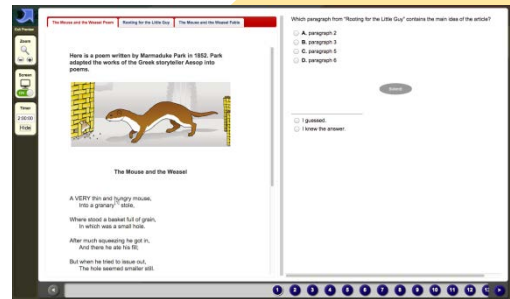 The Mouse and the Weasel Poem
Rooting for the Little Guy
The Mouse and the Weasel Fable
Zoom
Screen
Timer
2:00:00
Hide
Here is a poem written by Marmaduke Park in 1852. Park
adapted the works of the Greek storyteller Aesop into
poems.
The Mouse and the Weasel
A VERY thin and hungry mouse,
Into a granary stole,
Where stood a basket full of grain,
In which was a small hole.
After much squeezing he got in,
And there he ate his fill;
But when he tried to issue out,
The hole seemed smaller still.
Which paragraph from "Rooting for the Little Guy" contains the main idea of the article?
A. paragraph 2
B. paragraph 3
C. paragraph 5
D. paragraph 6
I guessed.
I knew the answer.
1 2 3 4 5 6 7 8 9 10 11 12